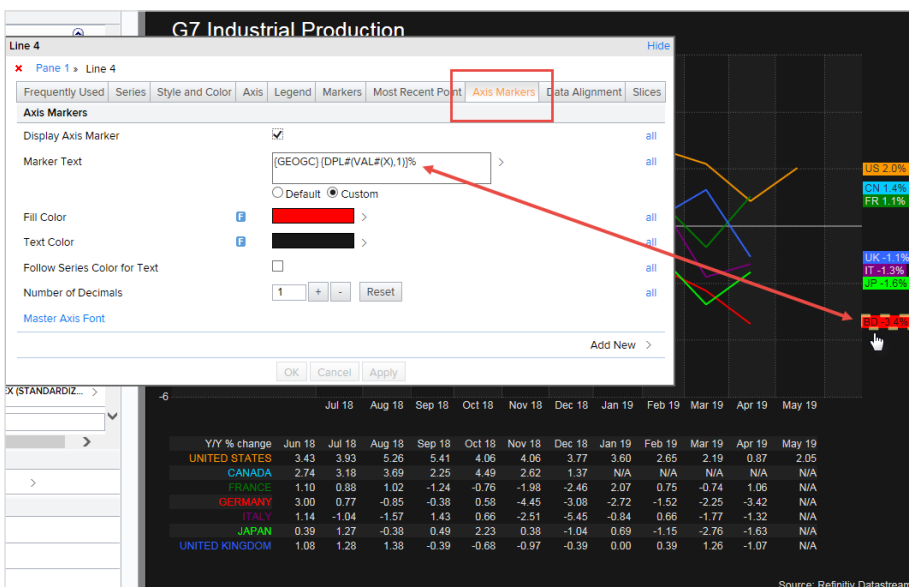 G7 Industrial Production
Line 4
Hide
Pane 1 » Line 4
Frequently Used Series Style and Color Axis Legend Markers Most Recent Point Axis Markers Data Alignment Slices
Axis Markers
Display Axis Marker all
Marker Text {GEOGC} {DPL#(VAL#(X),1)}% > all
Default Custom
Fill Color F > all
Text Color F > all
Follow Series Color for Text all
Number of Decimals 1 + - Reset all
Master Axis Font
Add New >
OK Cancel Apply
US 2.0%
CN 1.4%
FR 1.1%
UK -1.1%
IT -1.3%
JP -1.6%
BD -3.4%
EX (STANDARDIZ... >
-6
Jul 18 Aug 18 Sep 18 Oct 18 Nov 18 Dec 18 Jan 19 Feb 19 Mar 19 Apr 19 May 19
Y/Y % change Jun 18 Jul 18 Aug 18 Sep 18 Oct 18 Nov 18 Dec 18 Jan 19 Feb 19 Mar 19 Apr 19 May 19
UNITED STATES 3.43 3.93 5.26 5.41 4.06 4.06 3.77 3.60 2.65 2.19 0.87 2.05
CANADA 2.74 3.18 3.69 2.25 4.49 2.62 1.37 N/A N/A N/A N/A N/A
FRANCE 1.10 0.88 1.02 -1.24 -0.76 -1.98 -2.46 2.07 0.75 -0.74 1.06 N/A
GERMANY 3.00 0.77 -0.85 -0.38 0.58 -4.45 -3.08 -2.72 -1.52 -2.25 -3.42 N/A
ITALY 1.14 -1.04 -1.57 1.43 0.66 -2.51 -5.45 -0.84 0.66 -1.77 -1.32 N/A
JAPAN 0.39 1.27 -0.38 0.49 2.23 0.38 -1.04 0.69 -1.15 -2.76 -1.63 N/A
UNITED KINGDOM 1.08 1.28 1.38 -0.39 -0.68 -0.97 -0.39 0.00 0.39 1.26 -1.07 N/A
Source: Refinitiv Datastream